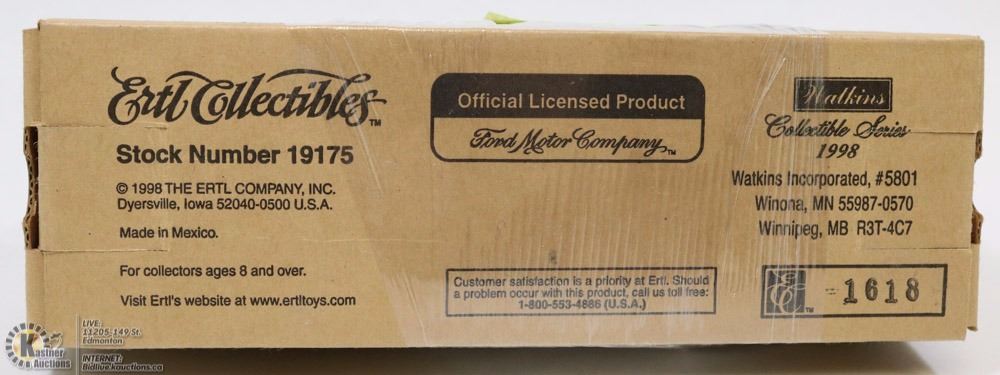 Ertl Collectibles™
Stock Number 19175
© 1998 THE ERTL COMPANY, INC.
Dyersville, Iowa 52040-0500 U.S.A.
Made in Mexico.
For collectors ages 8 and over.
Visit Ertl's website at www.ertltoys.com
Official Licensed Product
Ford Motor Company™
Customer satisfaction is a priority at Ertl. Should
a problem occur with this product, call us toll free:
1-800-553-4886 (U.S.A.)
Watkins
Collectible Series
1998
Watkins Incorporated, #5801
Winona, MN 55987-0570
Winnipeg, MB R3T-4C7
EC™ 1618
Kastner
Auctions
LIVE:
11205-149 St.
Edmonton
INTERNET:
Bidlive.kauctions.ca